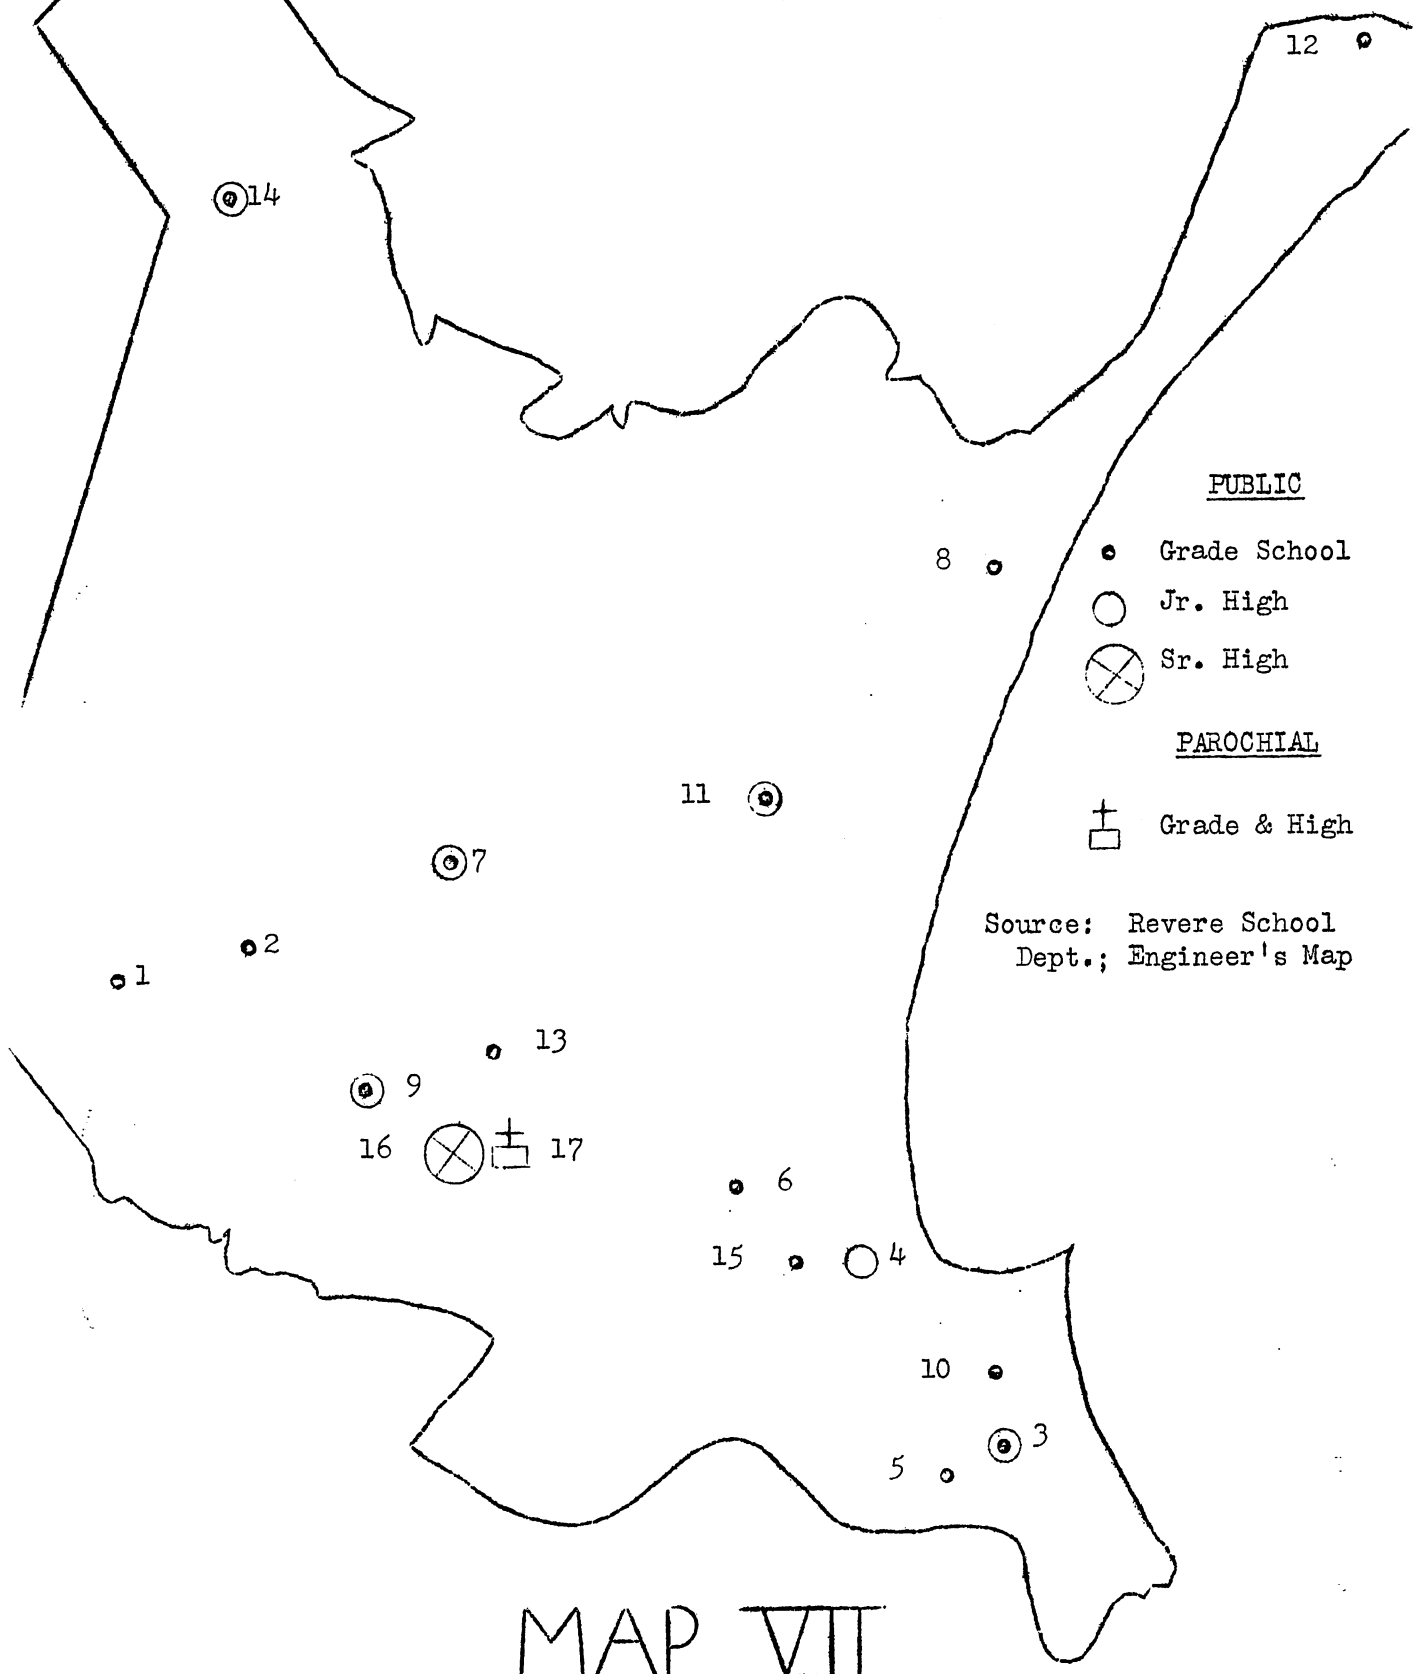 12
14
PUBLIC
8
Grade School
Jr. High
Sr. High
PAROCHIAL
11
Grade & High
7
Source: Revere School
Dept.; Engineer's Map
2
1
13
9
16
17
6
15
4
10
3
5
MAP VII